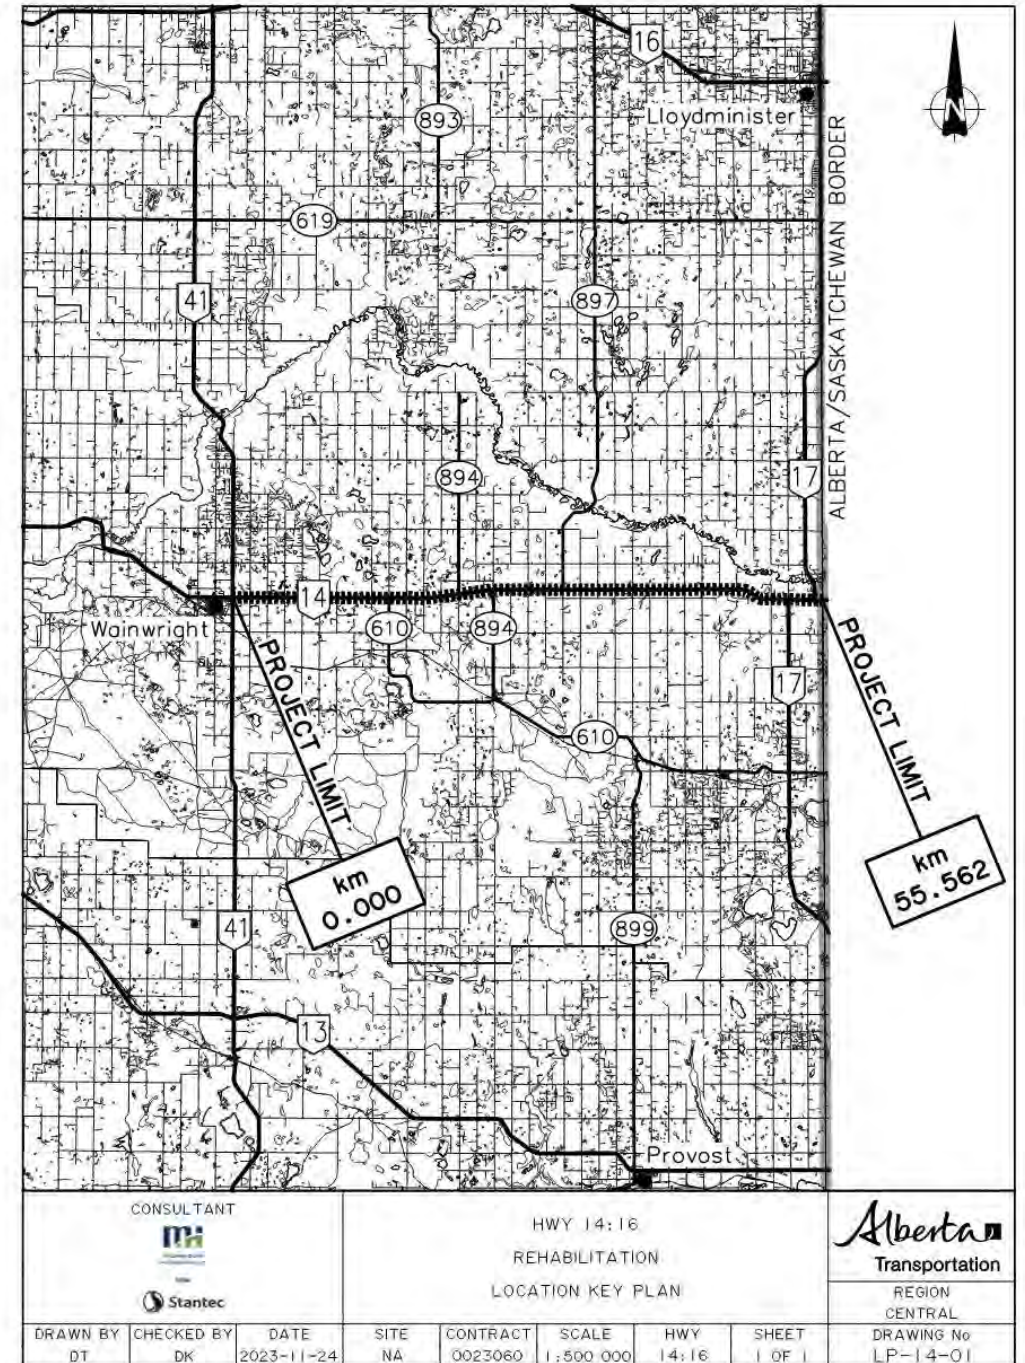 16
Lloydminister
N
893
ALBERTA/SASKATCHEWAN BORDER
619
41
897
894
17
14
Wainwright
610
894
PROJECT LIMIT
17
PROJECT LIMIT
610
km
0.000
km
55.562
41
899
13
Provost
CONSULTANT
Stantec
HWY 14:16
REHABILITATION
LOCATION KEY PLAN
Alberta
Transportation
REGION
CENTRAL
DRAWN BY CHECKED BY DATE SITE CONTRACT SCALE HWY SHEET DRAWING No
DT DK 2023-11-24 NA 0023060 1:500 000 14:16 1 OF 1 LP-14-01